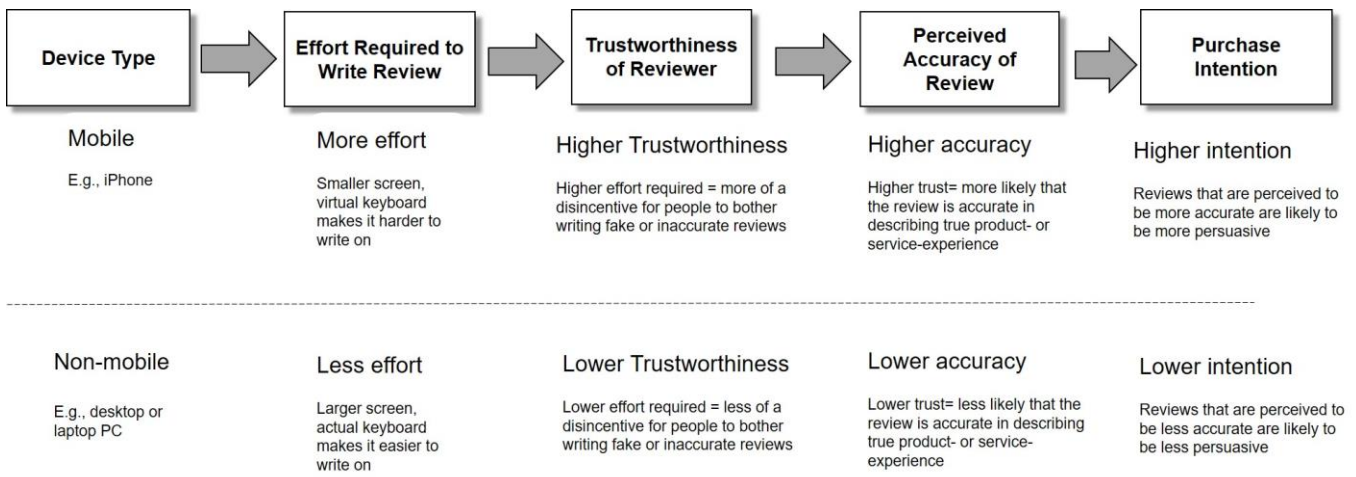 Device Type
Effort Required to
Write Review
Trustworthiness
of Reviewer
Perceived
Accuracy of
Review
Purchase
Intention
Mobile
E.g., iPhone
More effort
Smaller screen,
virtual keyboard
makes it harder to
write on
Higher Trustworthiness
Higher effort required = more of a
disincentive for people to bother
writing fake or inaccurate reviews
Higher accuracy
Higher trust= more likely that
the review is accurate in
describing true product- or
service-experience
Higher intention
Reviews that are perceived to
be more accurate are likely to
be more persuasive
Non-mobile
E.g., desktop or
laptop PC
Less effort
Larger screen,
actual keyboard
makes it easier to
write on
Lower Trustworthiness
Lower effort required = less of a
disincentive for people to bother
writing fake or inaccurate reviews
Lower accuracy
Lower trust= less likely that the
review is accurate in describing
true product- or service-
experience
Lower intention
Reviews that are perceived to
be less accurate are likely to
be less persuasive